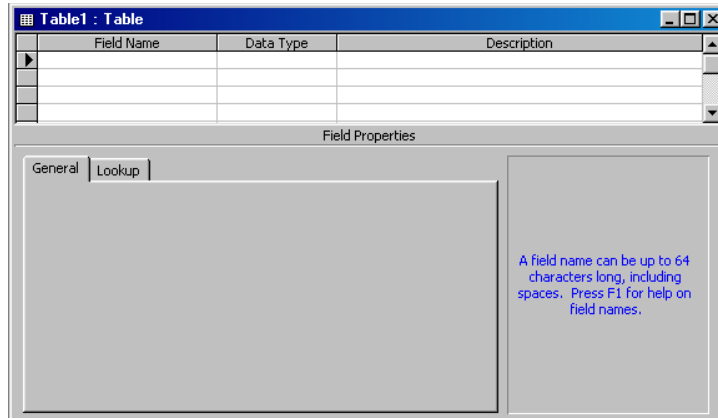 Table1 : Table
Field Name Data Type Description
Field Properties
General Lookup
A field name can be up to 64
characters long, including
spaces. Press F1 for help on
field names.